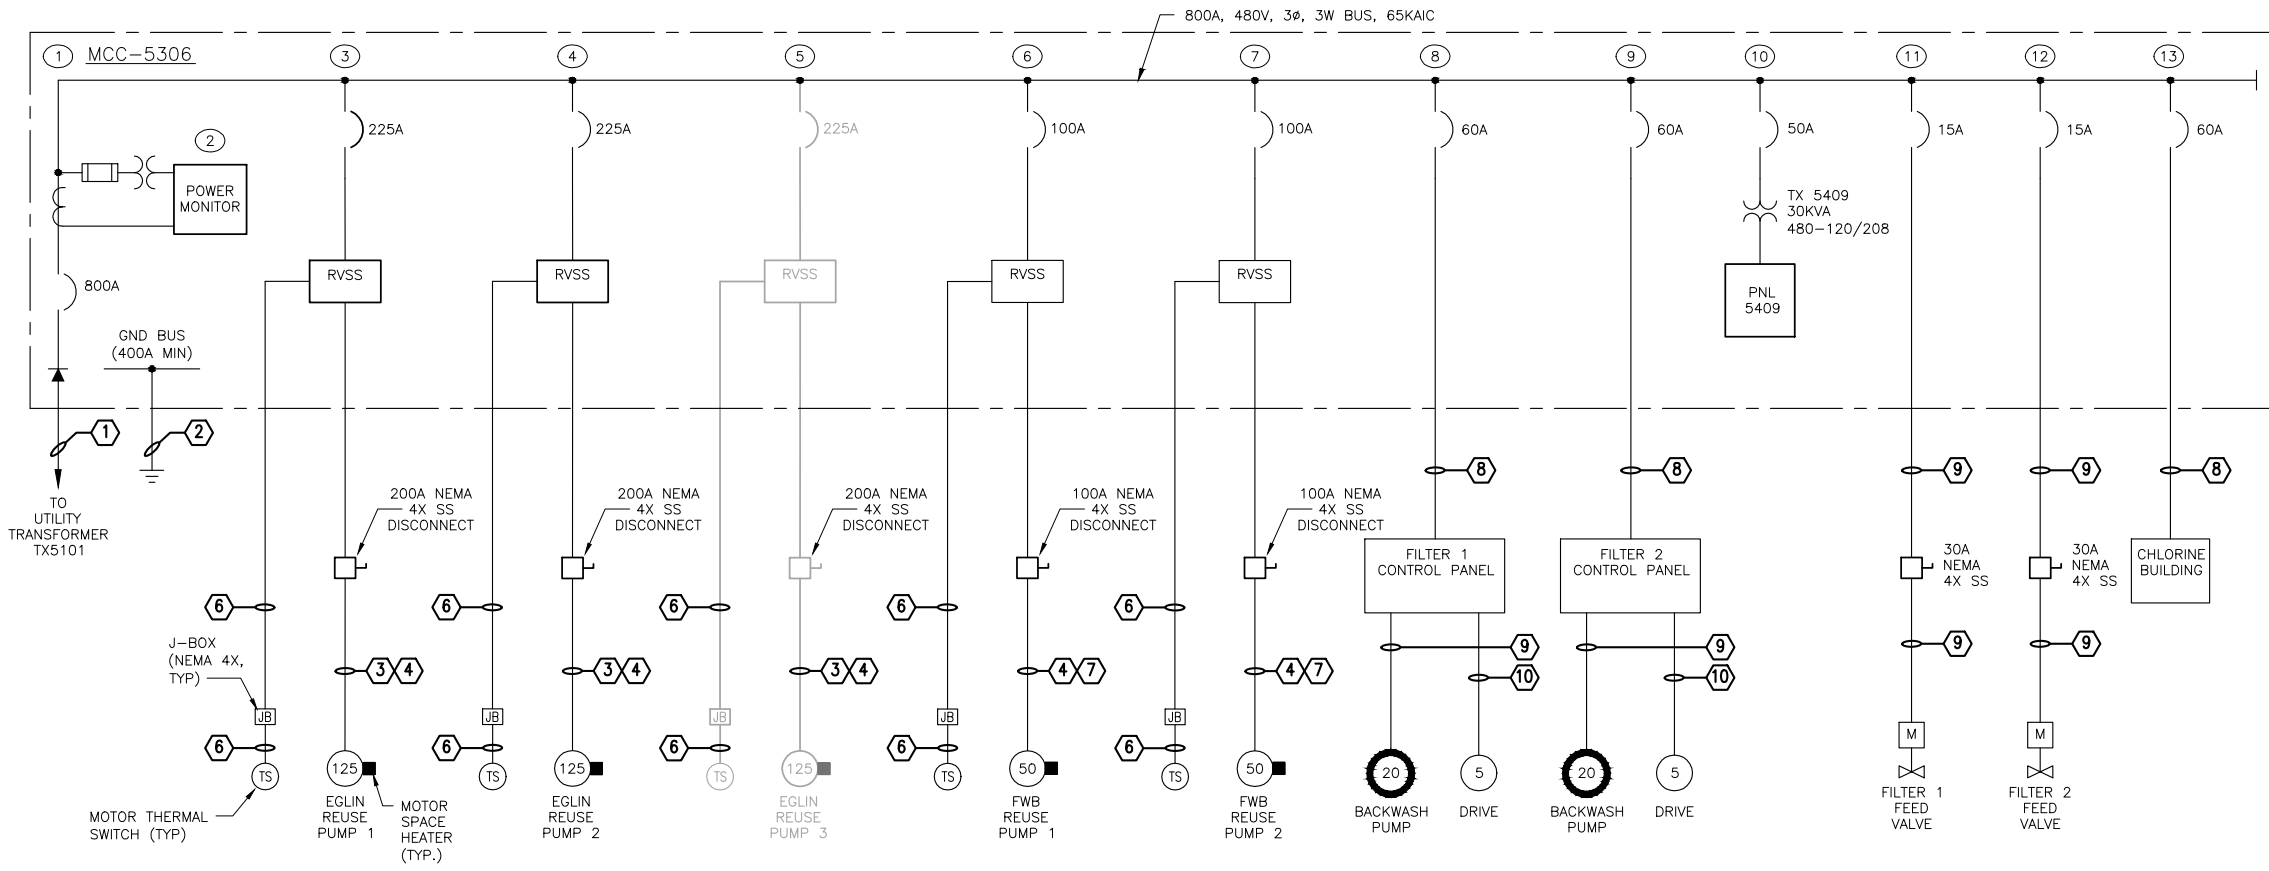 800A, 480V, 3ø, 3W BUS, 65KAIC
1
MCC-5306
3
4
5
6
7
8
9
10
11
12
13
225A
225A
225A
100A
100A
60A
60A
50A
15A
15A
60A
2
POWER
MONITOR
TX 5409
30KVA
480-120/208
RVSS
RVSS
RVSS
RVSS
RVSS
800A
PNL
5409
GND BUS
(400A MIN)
1
2
TO
UTILITY
TRANSFORMER
TX5101
8
8
9
9
8
200A NEMA
4X SS
DISCONNECT
200A NEMA
4X SS
DISCONNECT
200A NEMA
4X SS
DISCONNECT
100A NEMA
4X SS
DISCONNECT
100A NEMA
4X SS
DISCONNECT
FILTER 1
CONTROL PANEL
FILTER 2
CONTROL PANEL
30A
NEMA
4X SS
30A
NEMA
4X SS
CHLORINE
BUILDING
6
6
6
6
6
J-BOX
(NEMA 4X,
TYP)
3 4
3 4
3 4
4 7
4 7
9
10
9
10
9
9
JB
JB
JB
JB
JB
6
6
6
6
6
M
M
TS
125
TS
125
TS
125
TS
50
TS
50
20
5
20
5
MOTOR THERMAL
SWITCH (TYP)
EGLIN
REUSE
PUMP 1
MOTOR
SPACE
HEATER
(TYP.)
EGLIN
REUSE
PUMP 2
EGLIN
REUSE
PUMP 3
FWB
REUSE
PUMP 1
FWB
REUSE
PUMP 2
BACKWASH
PUMP
DRIVE
BACKWASH
PUMP
DRIVE
FILTER 1
FEED
VALVE
FILTER 2
FEED
VALVE